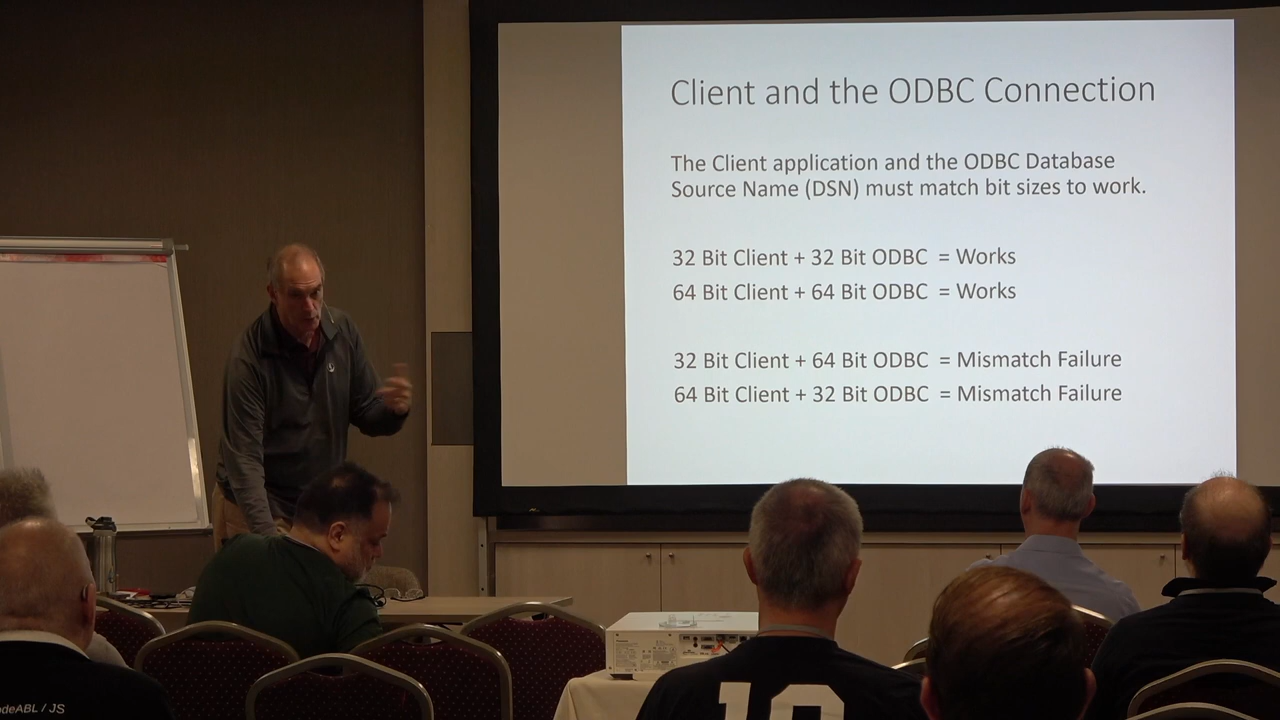 Client and the ODBC Connection
The Client application and the ODBC Database
Source Name (DSN) must match bit sizes to work.
32 Bit Client + 32 Bit ODBC = Works
64 Bit Client + 64 Bit ODBC = Works
32 Bit Client + 64 Bit ODBC = Mismatch Failure
64 Bit Client + 32 Bit ODBC = Mismatch Failure
odeABL / JS
10